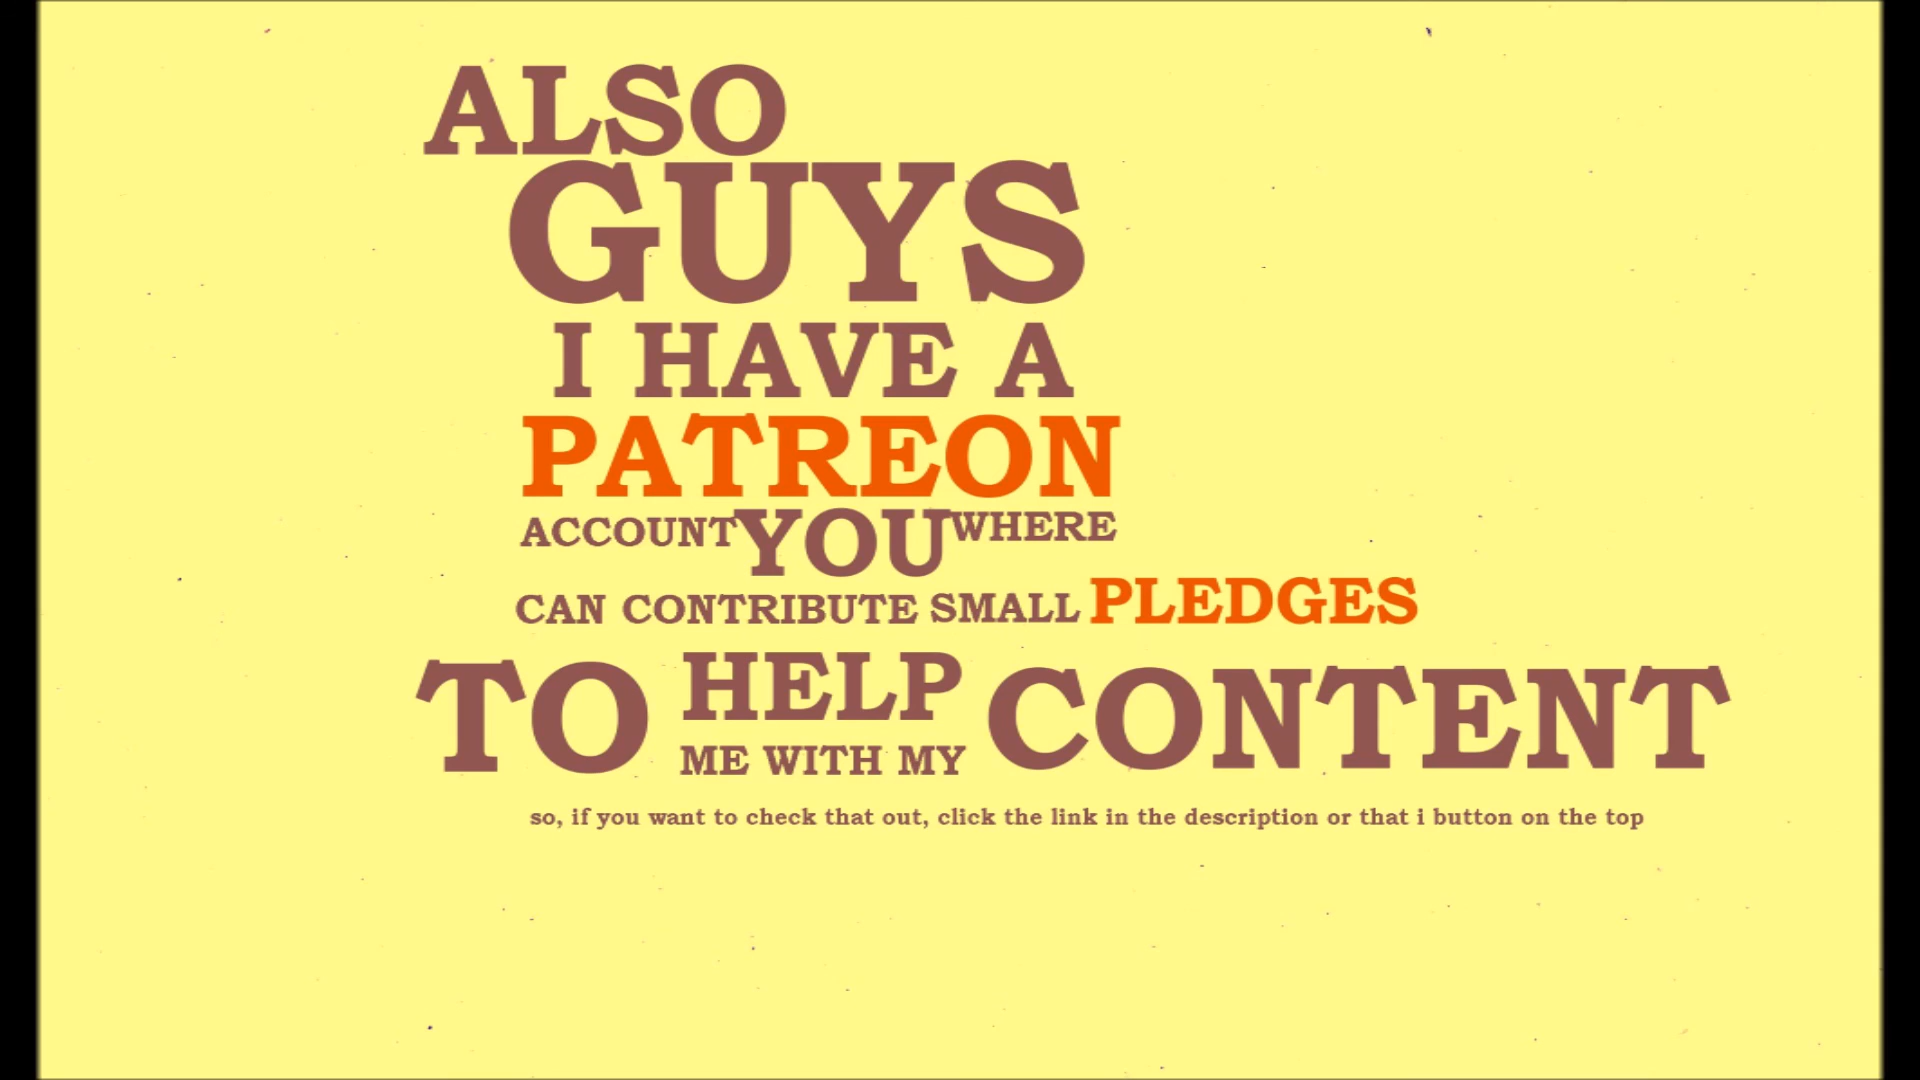 ALSO
GUYS
I HAVE A
PATREON
ACCOUNT YOU WHERE
CAN CONTRIBUTE SMALL PLEDGES
TO HELP ME WITH MY CONTENT
so, if you want to check that out, click the link in the description or that i button on the top